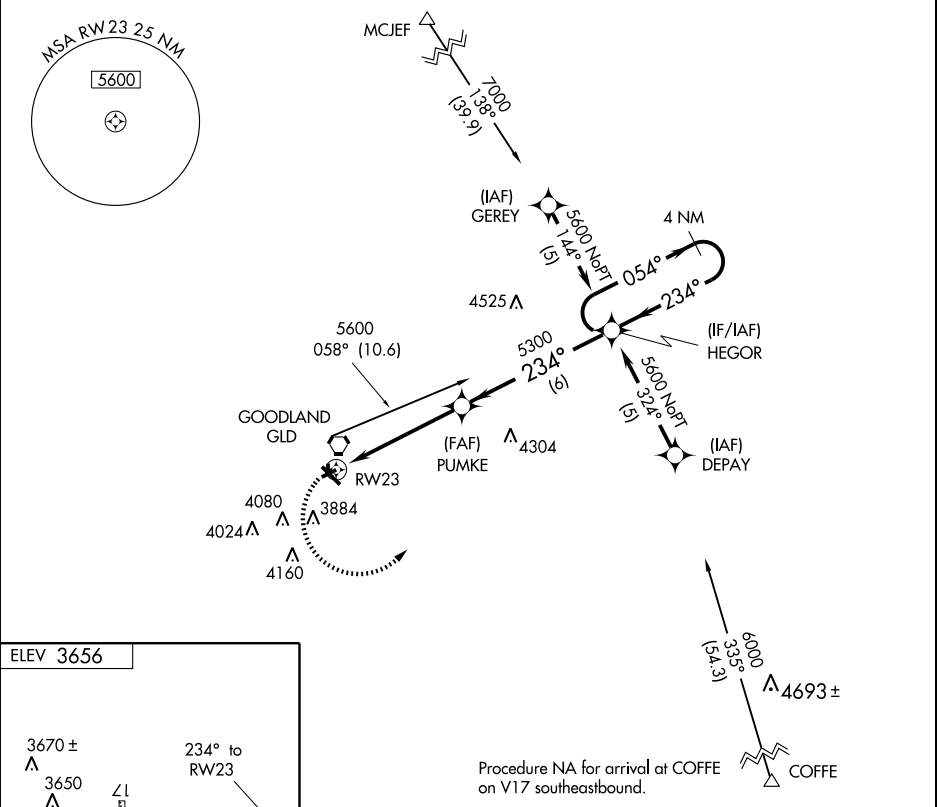 MSA RW23 25 NM
5600
MCJEF
7000
138°
(39.9)
(IAF)
GEREY
5600 NoPT
144°
(5)
4 NM
054°
234°
4525
(IF/IAF)
HEGOR
5600
058° (10.6)
5300
234°
(6)
5600 NoPT
324°
(5)
GOODLAND
GLD
(FAF)
PUMKE
4304
(IAF)
DEPAY
RW23
4080
3884
4024
4160
6000
335°
(54.3)
4693 ±
ELEV 3656
3670 ±
234° to
RW23
3650
17
Procedure NA for arrival at COFFE
on V17 southeastbound.
COFFE